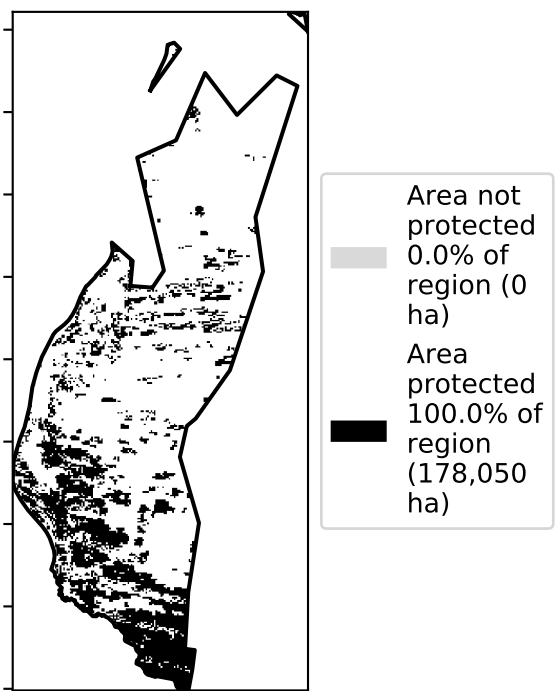 Area not
protected
0.0% of
region (0
ha)
Area
protected
100.0% of
region
(178,050
ha)